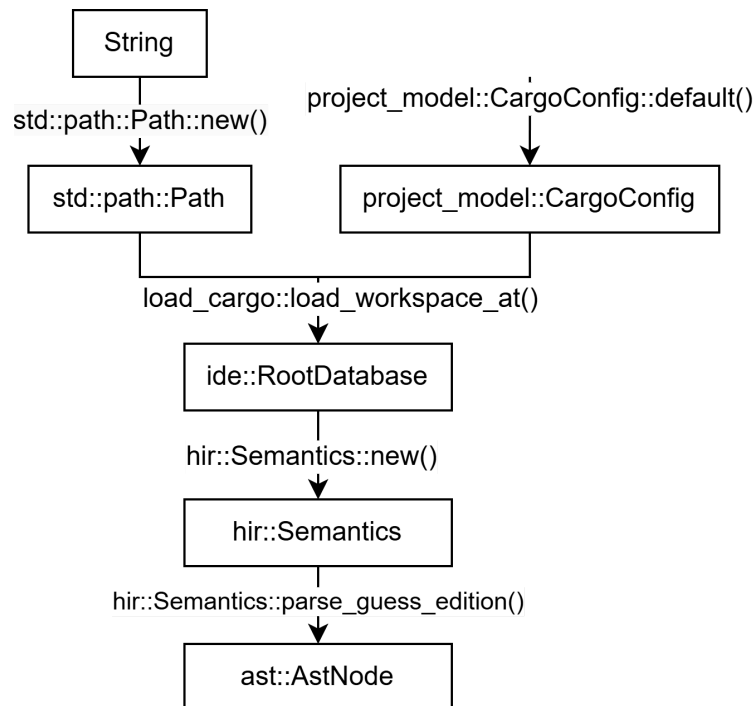 String
project_model::CargoConfig::default()
std::path::Path::new()
std::path::Path
project_model::CargoConfig
load_cargo::load_workspace_at()
ide::RootDatabase
hir::Semantics::new()
hir::Semantics
hir::Semantics::parse_guess_edition()
ast::AstNode